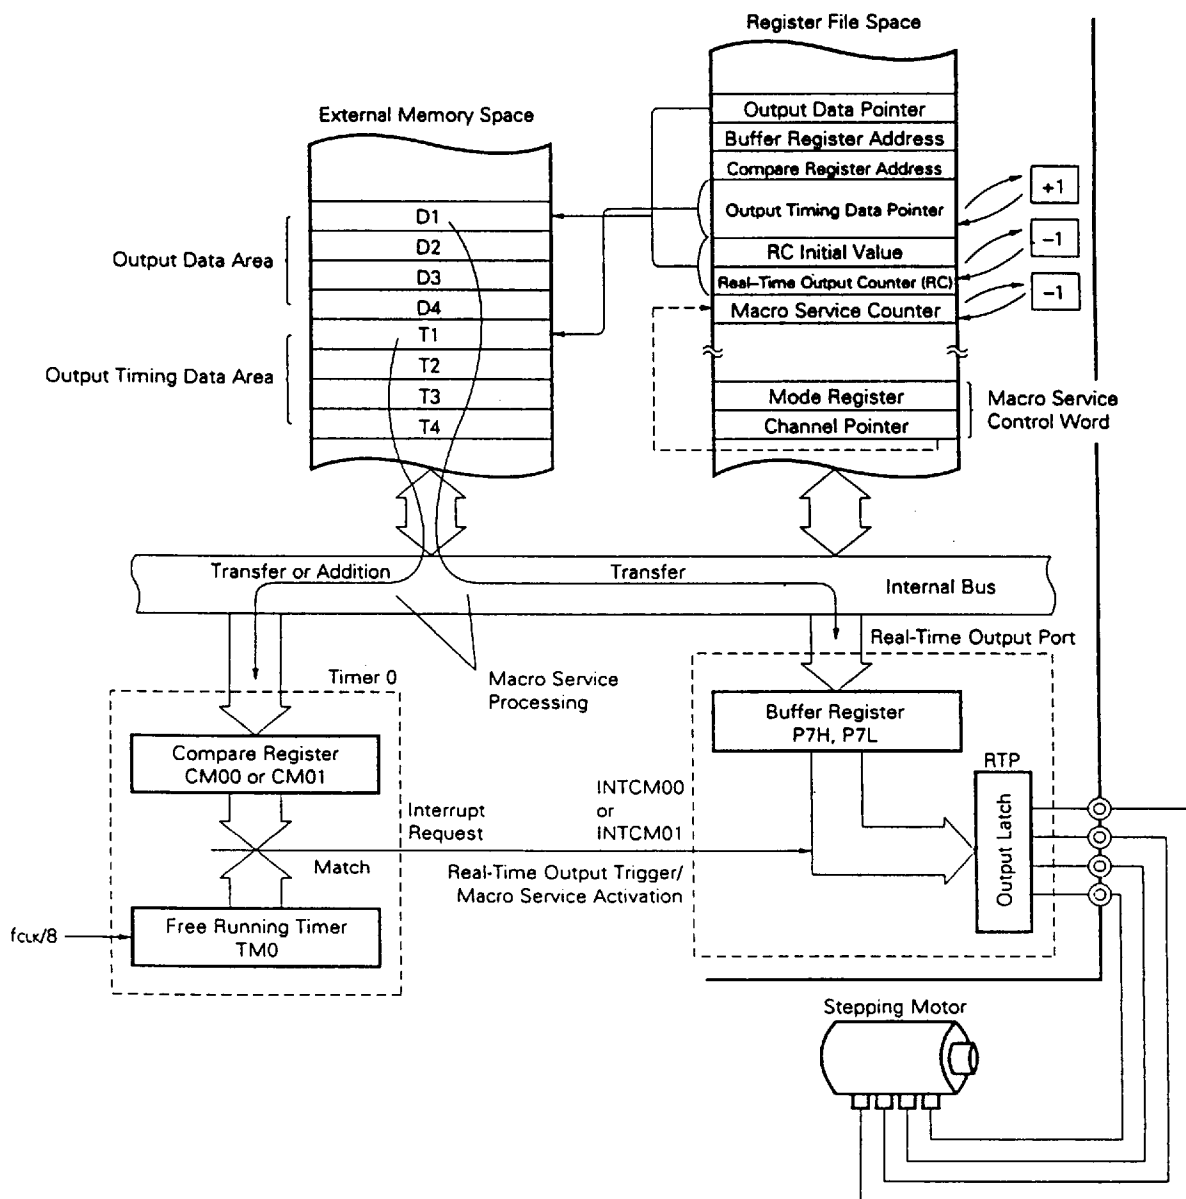 Register File Space
Output Data Pointer
Buffer Register Address
Compare Register Address
Output Timing Data Pointer
RC Initial Value
Real-Time Output Counter (RC)
Macro Service Counter
+1
−1
−1
Mode Register
Channel Pointer
Macro Service
Control Word
External Memory Space
D1
D2
D3
D4
T1
T2
T3
T4
Output Data Area
Output Timing Data Area
Transfer or Addition
Transfer
Internal Bus
Macro Service
Processing
Timer 0
Compare Register
CM00 or CM01
Match
Free Running Timer
TM0
fCLK/8
Interrupt
Request
INTCM00
or
INTCM01
Real-Time Output Trigger/
Macro Service Activation
Real-Time Output Port
Buffer Register
P7H, P7L
RTP
Output Latch
Stepping Motor